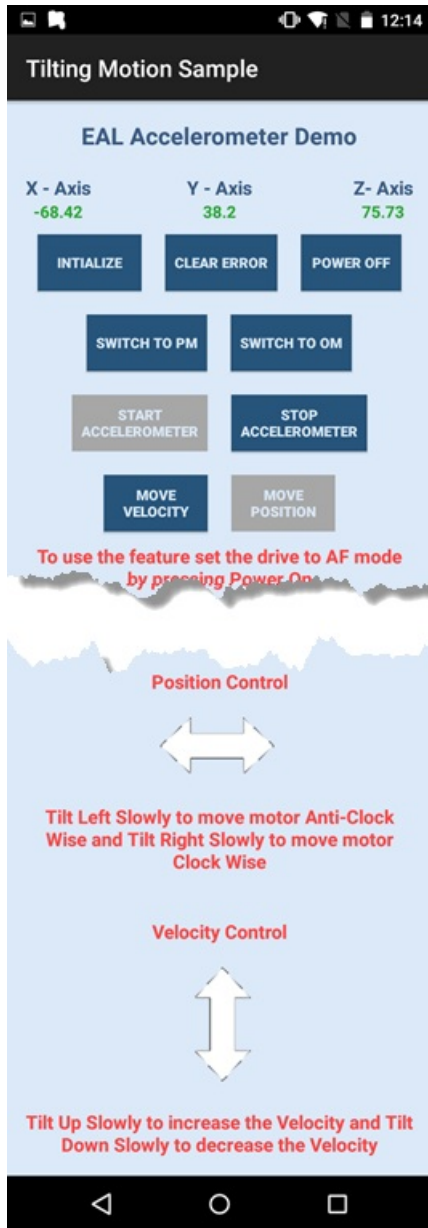 12:14
Tilting Motion Sample
EAL Accelerometer Demo
X - Axis Y - Axis Z- Axis
-68.42 38.2 75.73
INTIALIZE CLEAR ERROR POWER OFF
SWITCH TO PM SWITCH TO OM
START STOP
ACCELEROMETER ACCELEROMETER
MOVE MOVE
VELOCITY POSITION
To use the feature set the drive to AF mode
by pressing Power On
Position Control
Tilt Left Slowly to move motor Anti-Clock
Wise and Tilt Right Slowly to move motor
Clock Wise
Velocity Control
Tilt Up Slowly to increase the Velocity and Tilt
Down Slowly to decrease the Velocity